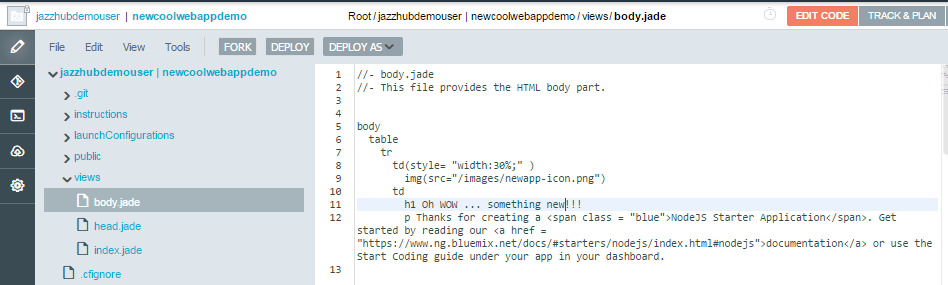 jazzhubdemouser | newcoolwebappdemo
Root / jazzhubdemouser | newcoolwebappdemo / views / body.jade
EDIT CODE
TRACK & PLAN
File Edit View Tools FORK DEPLOY DEPLOY AS
jazzhubdemouser | newcoolwebappdemo
.git
instructions
launchConfigurations
public
views
body.jade
head.jade
index.jade
.cfignore
1 //- body.jade
2 //- This file provides the HTML body part.
3
4
5 body
6 table
7 tr
8 td(style= "width:30%;" )
9 img(src="/images/newapp-icon.png")
10 td
11 h1 Oh WOW ... something new!!!
12 p Thanks for creating a <span class = "blue">NodeJS Starter Application</span>. Get
started by reading our <a href =
"https://www.ng.bluemix.net/docs/#starters/nodejs/index.html#nodejs">documentation</a> or use the
Start Coding guide under your app in your dashboard.
13